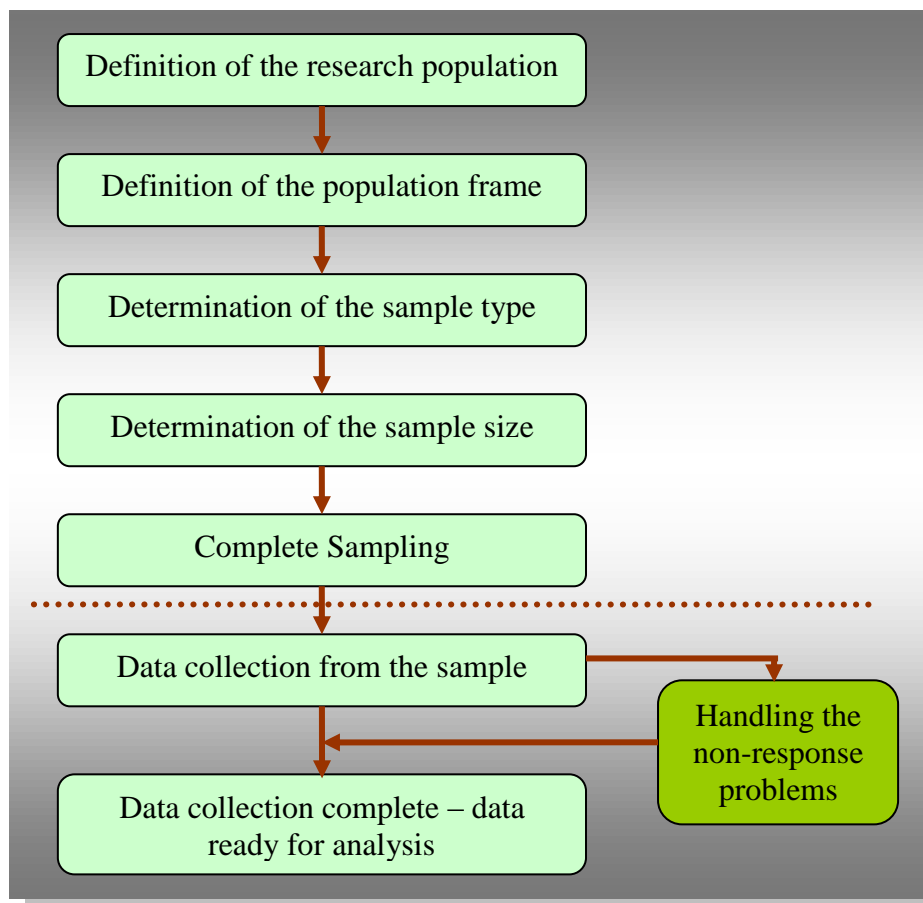 Definition of the research population
Definition of the population frame
Determination of the sample type
Determination of the sample size
Complete Sampling
Data collection from the sample
Handling the
non-response
problems
Data collection complete – data
ready for analysis